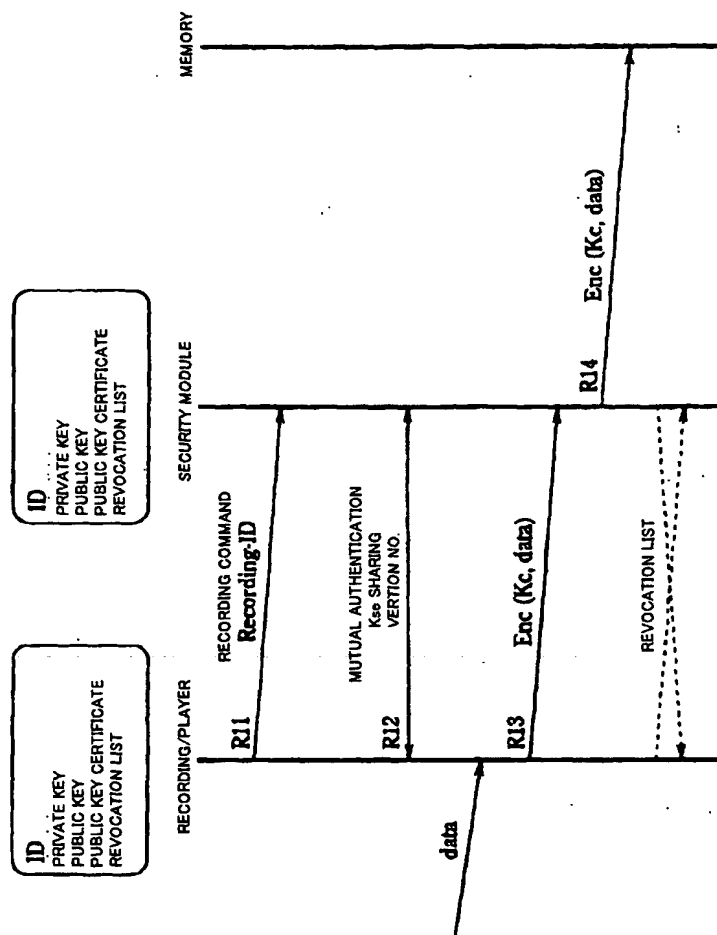 ID
PRIVATE KEY
PUBLIC KEY
PUBLIC KEY CERTIFICATE
REVOCATION LIST
ID
PRIVATE KEY
PUBLIC KEY
PUBLIC KEY CERTIFICATE
REVOCATION LIST
RECORDING/PLAYER
SECURITY MODULE
MEMORY
R11
RECORDING COMMAND
Recording-ID
R12
MUTUAL AUTHENTICATION
Kse SHARING
VERTION NO.
data
R13
Enc (Kc, data)
R14
Enc (Kc, data)
REVOCATION LIST